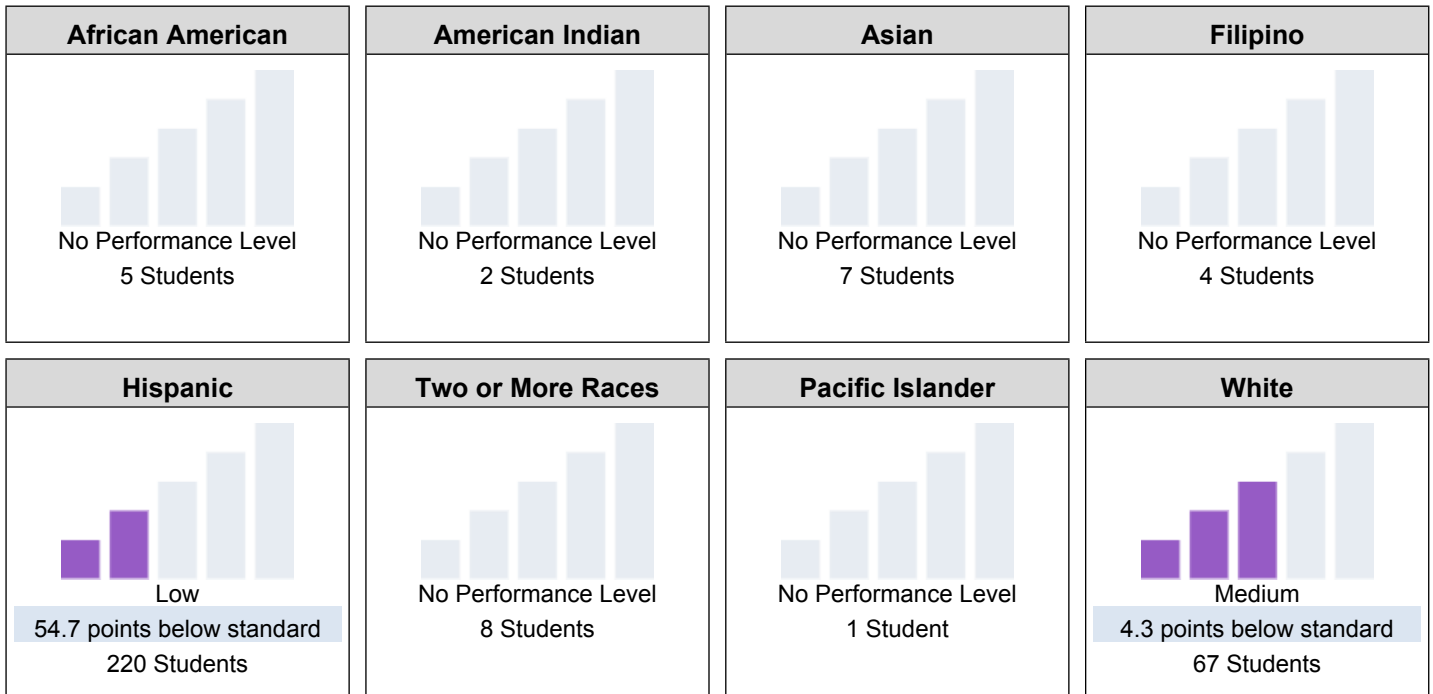 African American
No Performance Level
5 Students
American Indian
No Performance Level
2 Students
Asian
No Performance Level
7 Students
Filipino
No Performance Level
4 Students
Hispanic
Low
54.7 points below standard
220 Students
Two or More Races
No Performance Level
8 Students
Pacific Islander
No Performance Level
1 Student
White
Medium
4.3 points below standard
67 Students